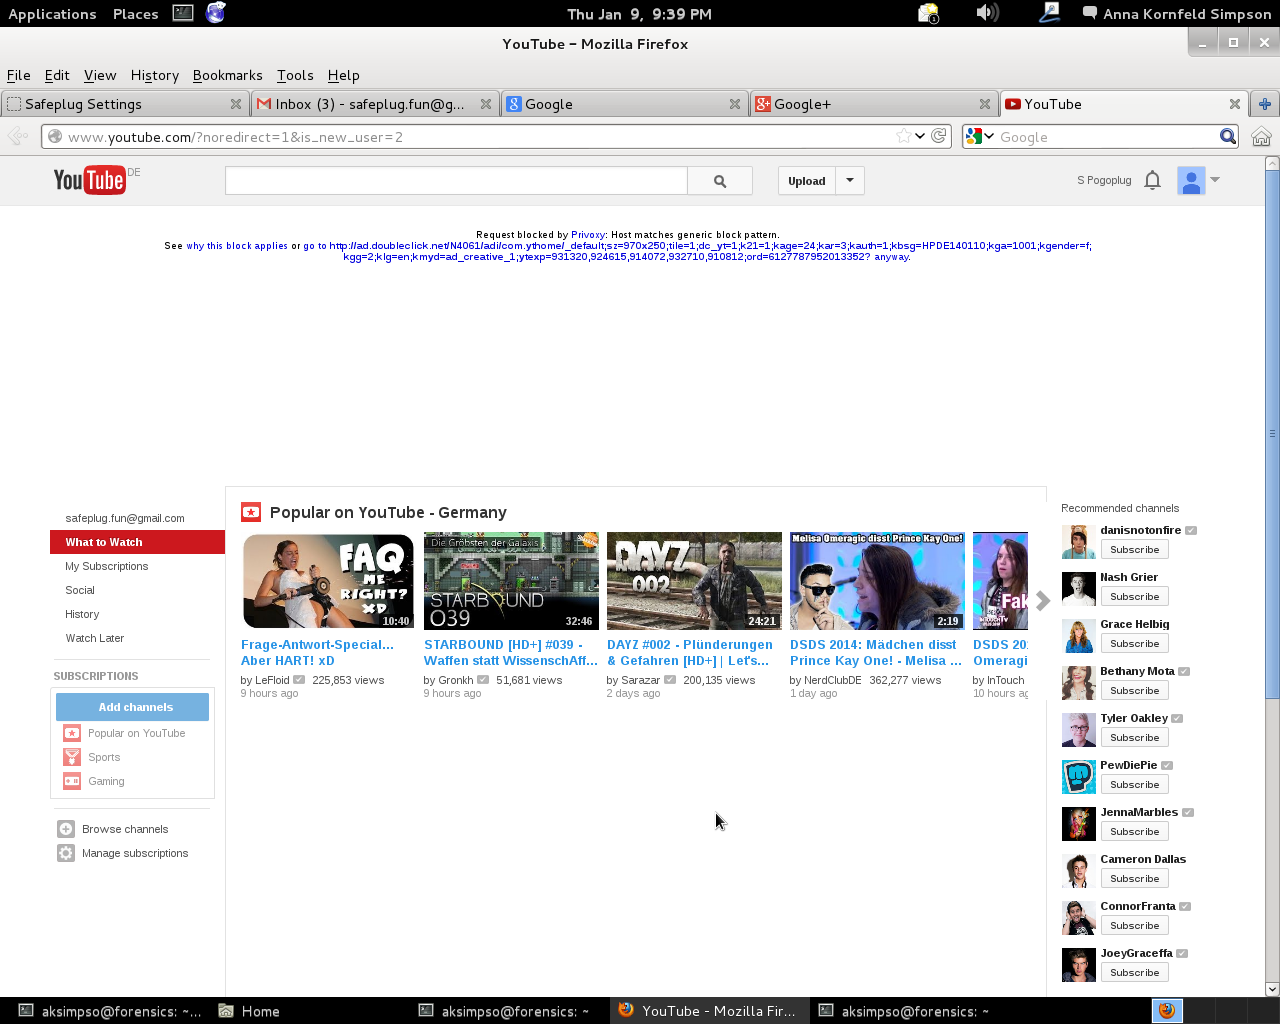 Applications Places Thu Jan 9, 9:39 PM Anna Kornfeld Simpson
YouTube - Mozilla Firefox
File Edit View History Bookmarks Tools Help
Safeplug Settings
Inbox (3) - safeplug.fun@g...
Google
Google+
YouTube
www.youtube.com/?noredirect=1&is_new_user=2
Google
YouTube DE
Upload
S Pogoplug
Request blocked by Privoxy: Host matches generic block pattern.
See why this block applies or go to http://ad.doubleclick.net/N4061/adi/com.ythome/_default;sz=970x250;tile=1;dc_yt=1;k21=1;kage=24;kar=3;kauth=1;kbsg=HPDE140110;kga=1001;kgender=f;
kgg=2;klg=en;kmyd=ad_creative_1;ytexp=931320,924615,914072,932710,910812;ord=6127787952013352? anyway.
safeplug.fun@gmail.com
What to Watch
My Subscriptions
Social
History
Watch Later
SUBSCRIPTIONS
Add channels
Popular on YouTube
Sports
Gaming
Browse channels
Manage subscriptions
Popular on YouTube - Germany
FAQ
ME
RIGHT?
XD
10:40
Frage-Antwort-Special...
Aber HART! xD
by LeFloid 225,853 views
9 hours ago
Die Größten der Galaxis
STARBOUND
039
32:46
STARBOUND [HD+] #039 -
Waffen statt WissenschAff...
by Gronkh 51,681 views
9 hours ago
DAYZ
002
24:21
DAYZ #002 - Plünderungen
& Gefahren [HD+] | Let's...
by Sarazar 200,135 views
2 days ago
Melisa Omeragic disst Prince Kay One!
2:19
DSDS 2014: Mädchen disst
Prince Kay One! - Melisa ...
by NerdClubDE 362,277 views
1 day ago
Fak
DSDS 20
Omeragi
by InTouch
10 hours ag
Recommended channels
danisnotonfire
Subscribe
Nash Grier
Subscribe
Grace Helbig
Subscribe
Bethany Mota
Subscribe
Tyler Oakley
Subscribe
PewDiePie
Subscribe
JennaMarbles
Subscribe
Cameron Dallas
Subscribe
ConnorFranta
Subscribe
JoeyGraceffa
Subscribe
aksimpso@forensics: ~...
Home
aksimpso@forensics: ~
YouTube - Mozilla Fir...
aksimpso@forensics: ~